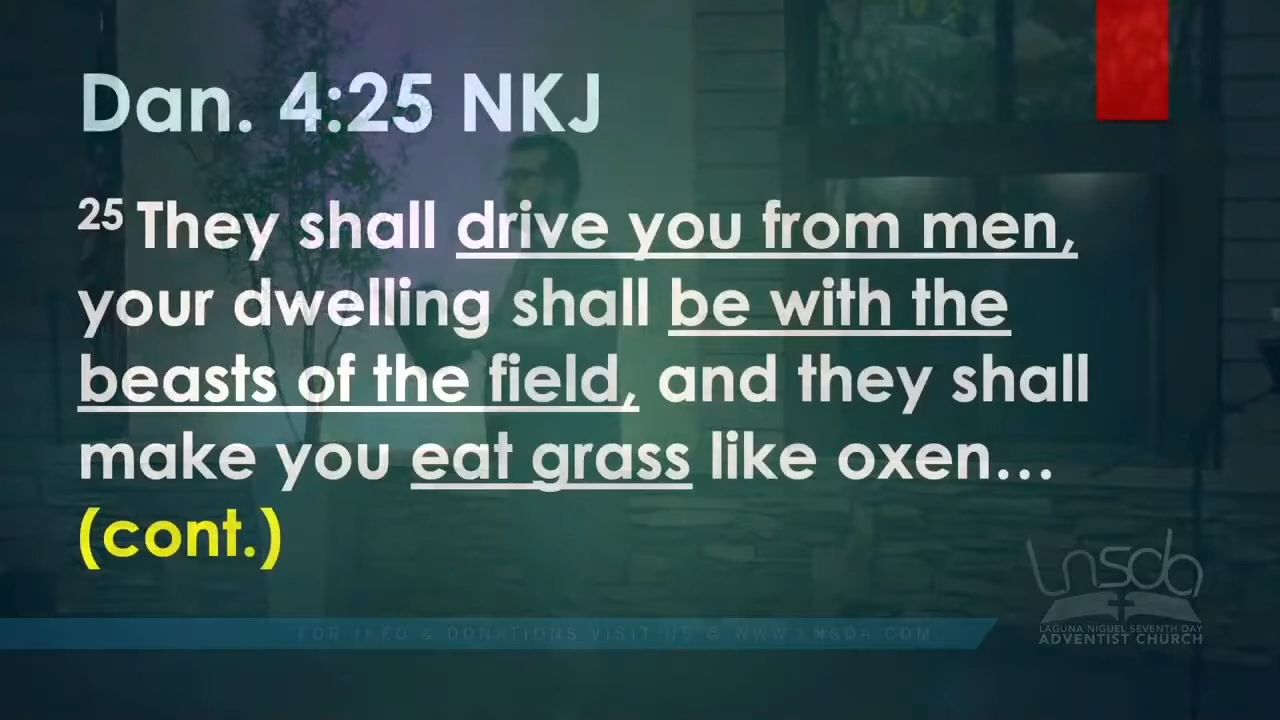 Dan. 4:25 NKJ
25 They shall drive you from men,
your dwelling shall be with the
beasts of the field, and they shall
make you eat grass like oxen…
(cont.)
Lnsda
LAGUNA NIGUEL SEVENTH-DAY
ADVENTIST CHURCH
FOR INFO & DONATIONS VISIT US @ WWW.LNSDA.COM